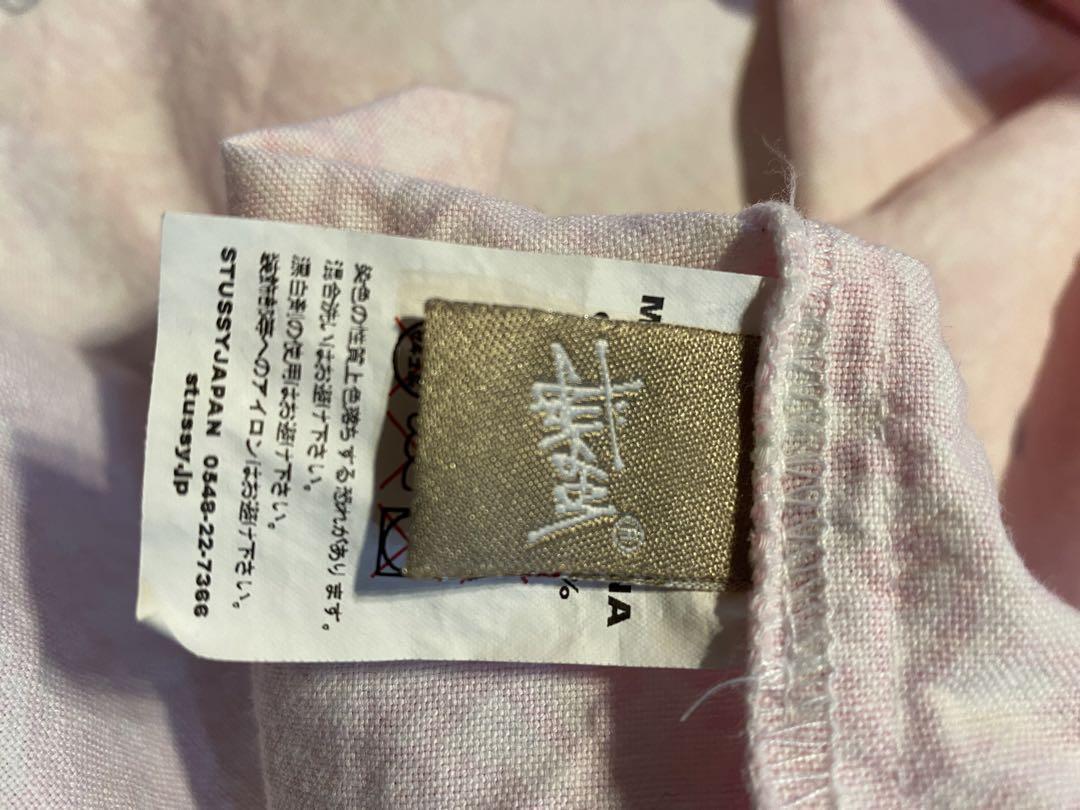 STÜSSY
®
M
NA
%
染色の性質上色落ちする恐れがあります。
混合洗いはお避け下さい。
漂白剤の使用はお避け下さい。
装飾部等へのアイロンはお避け下さい。
STUSSYJAPAN 0548-22-7366
stussy.jp